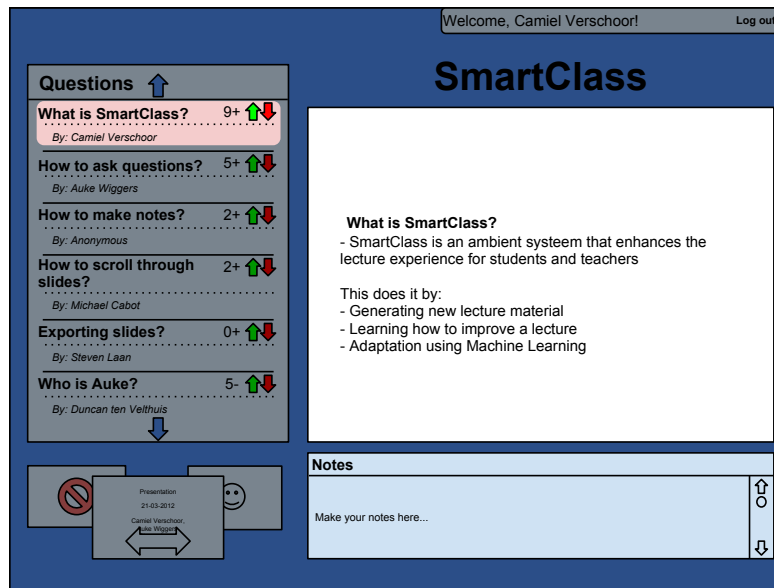 Welcome, Camiel Verschoor!
Log out
SmartClass
Questions
What is SmartClass?
9+
By: Camiel Verschoor
How to ask questions?
5+
By: Auke Wiggers
How to make notes?
2+
By: Anonymous
How to scroll through
slides?
2+
By: Michael Cabot
Exporting slides?
0+
By: Steven Laan
Who is Auke?
5-
By: Duncan ten Velthuis
What is SmartClass?
- SmartClass is an ambient systeem that enhances the
lecture experience for students and teachers
This does it by:
- Generating new lecture material
- Learning how to improve a lecture
- Adaptation using Machine Learning
Presentation
21-03-2012
Camiel Verschoor,
Auke Wiggers
Notes
Make your notes here...